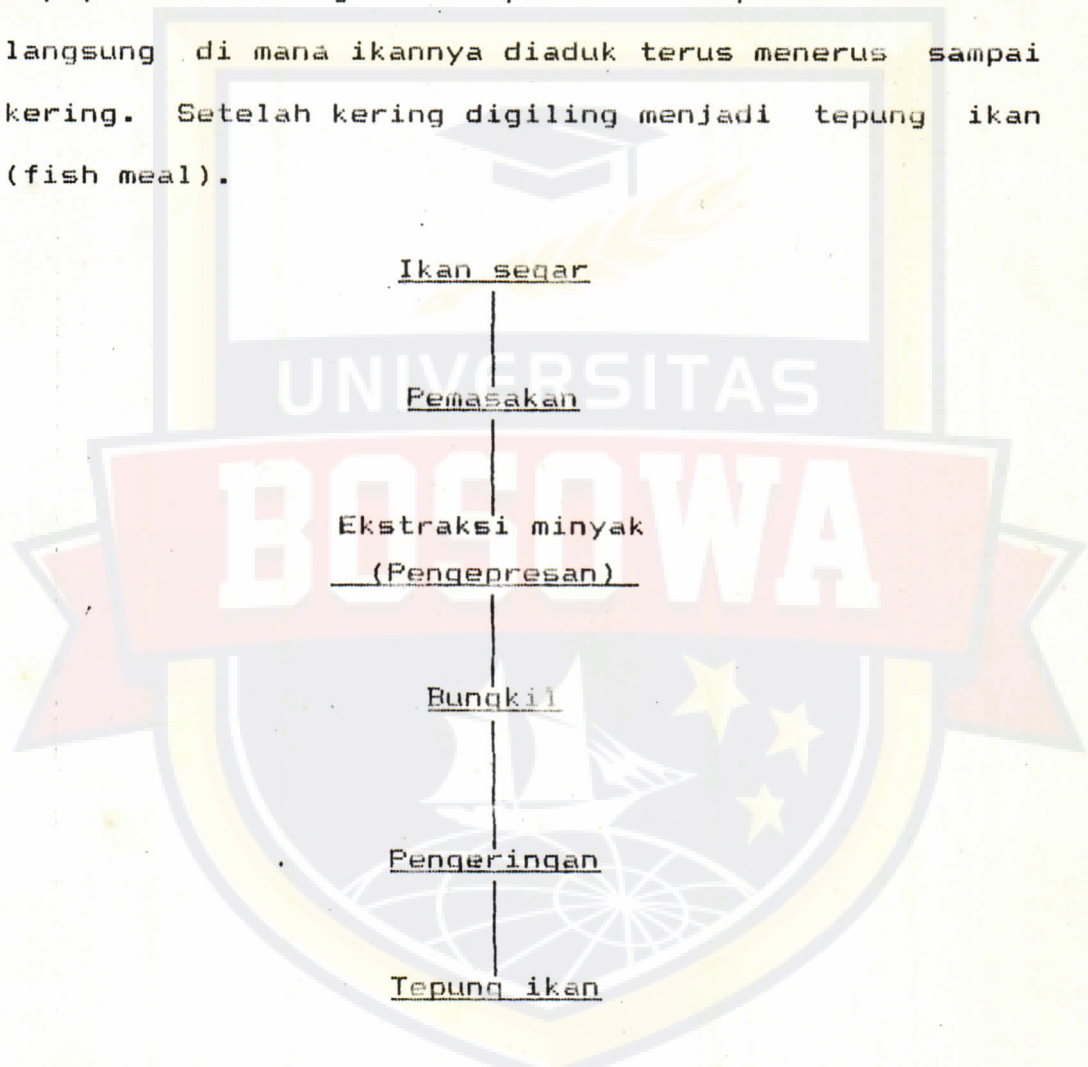 langsung di mana ikannya diaduk terus menerus sampai
kering. Setelah kering digiling menjadi tepung ikan
(fish meal).
Ikan segar
UNIVERSITAS
Pemasakan
BOSOWA
Ekstraksi minyak
(Pengepresan)
Bungkil
Pengeringan
Tepung ikan